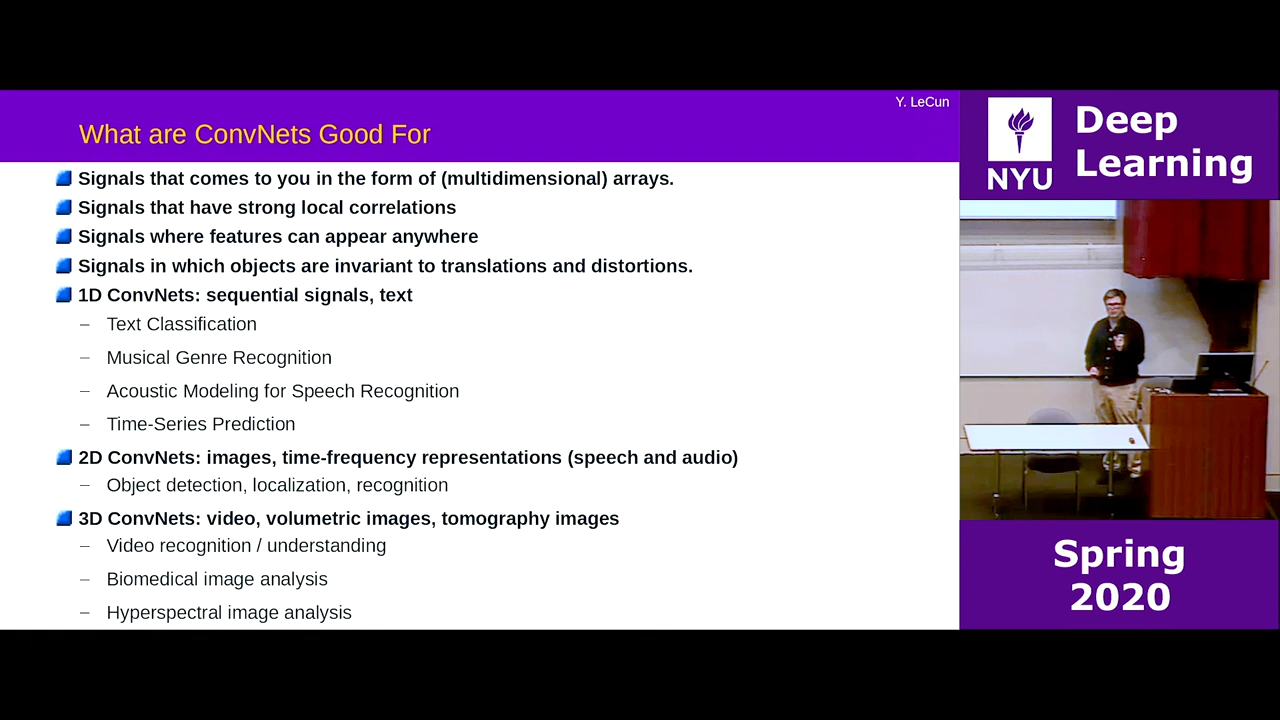 Y. LeCun
What are ConvNets Good For
Signals that comes to you in the form of (multidimensional) arrays.
Signals that have strong local correlations
Signals where features can appear anywhere
Signals in which objects are invariant to translations and distortions.
1D ConvNets: sequential signals, text
– Text Classification
– Musical Genre Recognition
– Acoustic Modeling for Speech Recognition
– Time-Series Prediction
2D ConvNets: images, time-frequency representations (speech and audio)
– Object detection, localization, recognition
3D ConvNets: video, volumetric images, tomography images
– Video recognition / understanding
– Biomedical image analysis
– Hyperspectral image analysis
NYU
Deep
Learning
Spring
2020